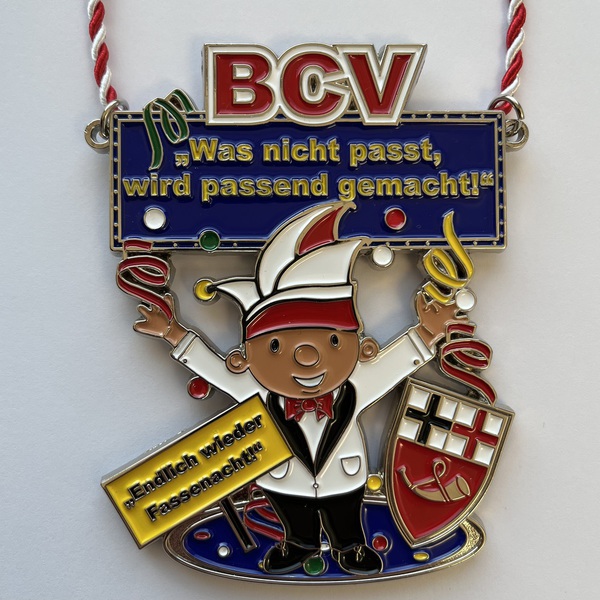 BCV
„Was nicht passt,
wird passend gemacht!“
„Endlich wieder
Fassenacht!“